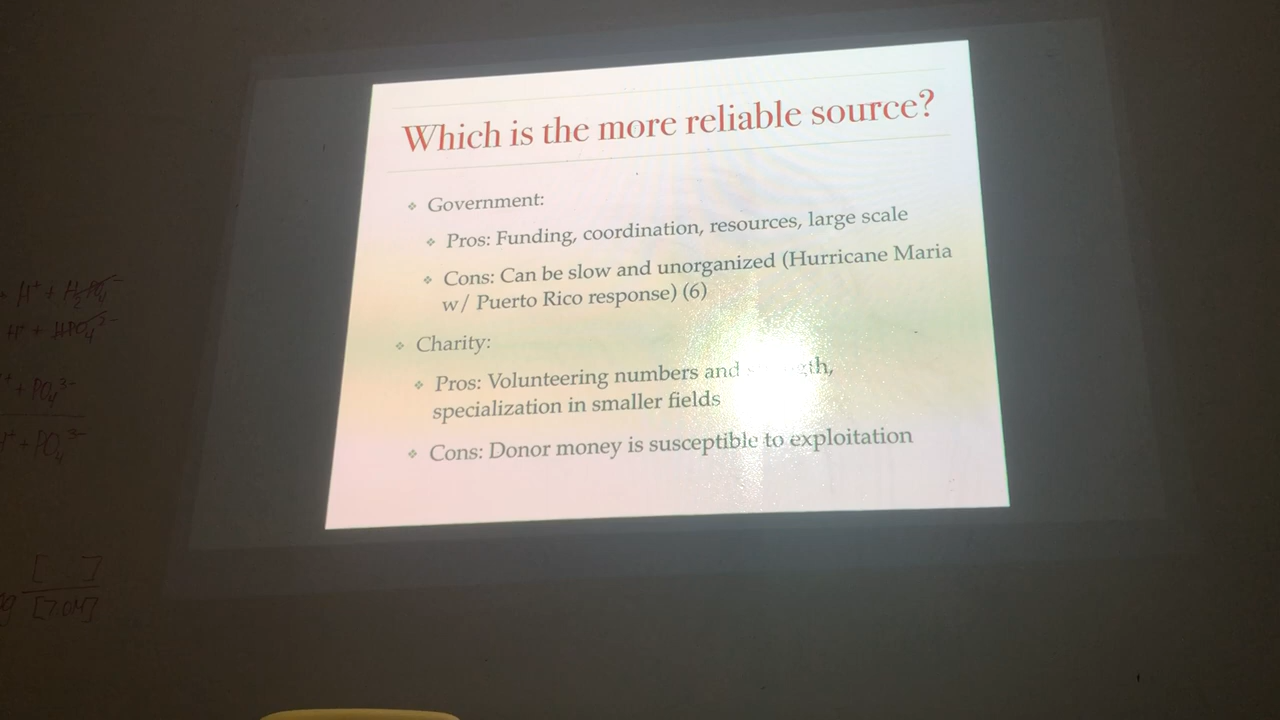 Which is the more reliable source?
Government:
Pros: Funding, coordination, resources, large scale
Cons: Can be slow and unorganized (Hurricane Maria
w/ Puerto Rico response) (6)
Charity:
Pros: Volunteering numbers and
specialization in smaller fields
Cons: Donor money is susceptible to exploitation
H⁺ + PO₄³⁻